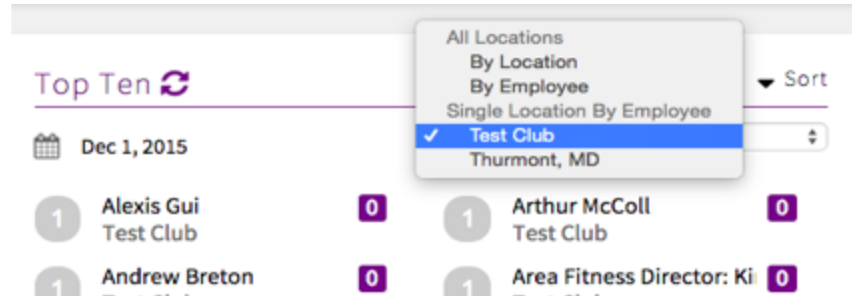 All Locations
By Location
By Employee
Single Location By Employee
✓ Test Club
Thurmont, MD
Top Ten
Sort
Dec 1, 2015
1 Alexis Gui 0
Test Club
1 Arthur McColl 0
Test Club
1 Andrew Breton 0
1 Area Fitness Director: Ki 0